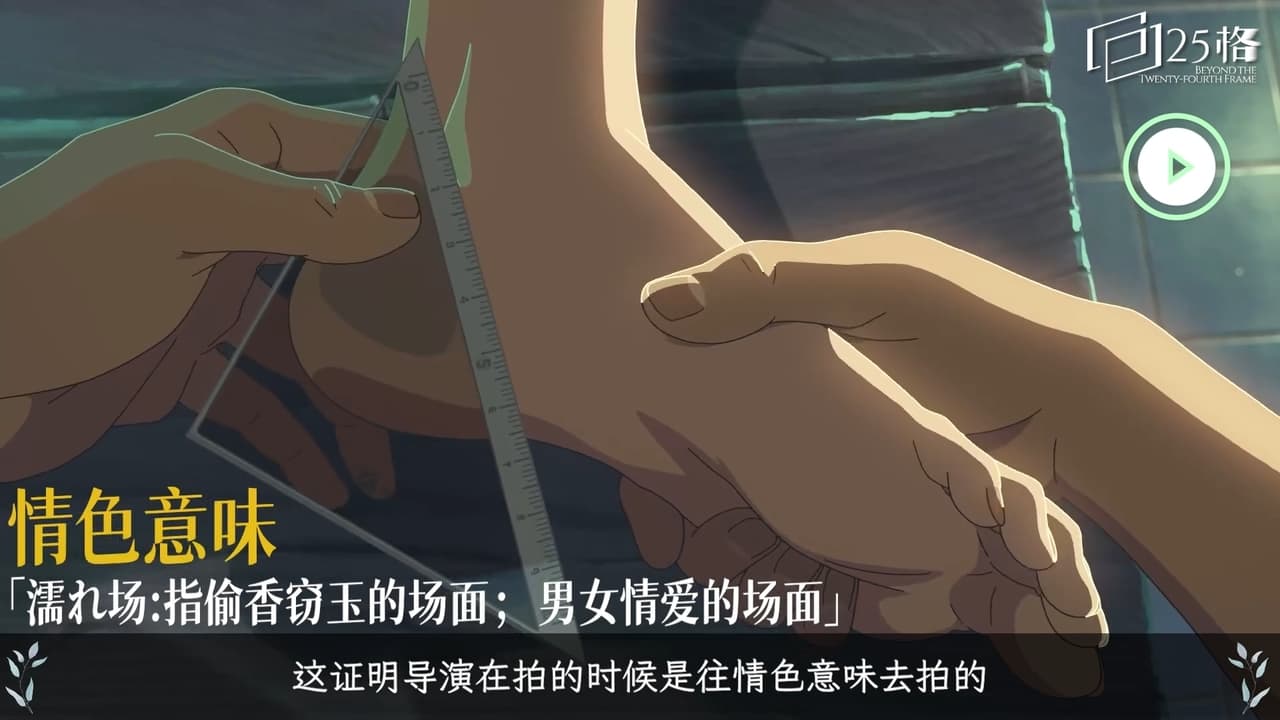 25格
BEYOND THE
TWENTY-FOURTH FRAME
情色意味
「濡れ场:指偷香窃玉的场面；男女情爱的场面」
这证明导演在拍的时候是往情色意味去拍的